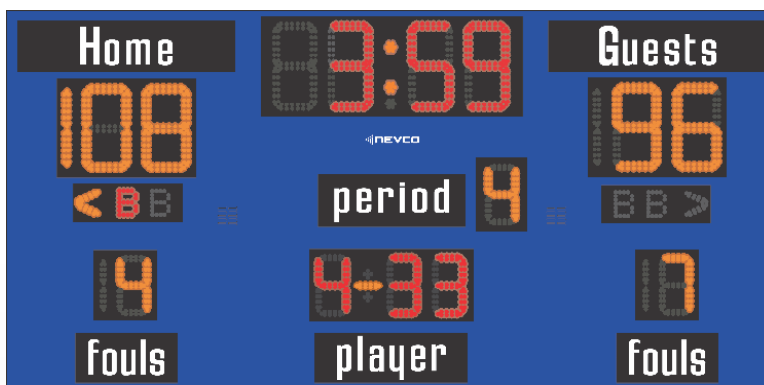 Home 3:59 Guests
108 96
NEVCO
< B B period 4 B B >
4 4-33 7
fouls player fouls